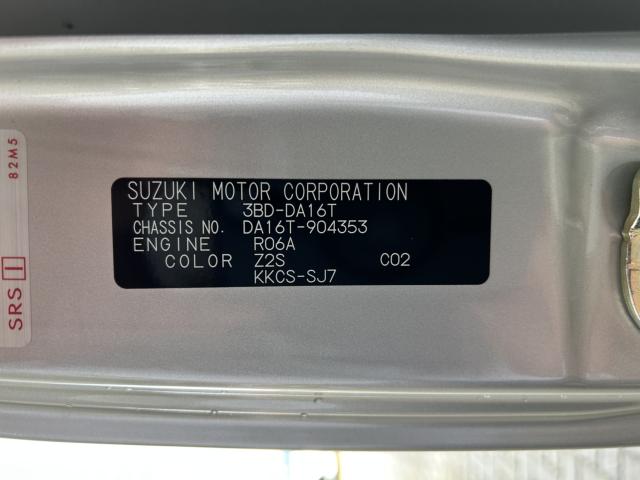 SUZUKI MOTOR CORPORATION
TYPE 3BD-DA16T
CHASSIS NO. DA16T-904353
ENGINE R06A
COLOR Z2S C02
KKCS-SJ7
82M5
SRS